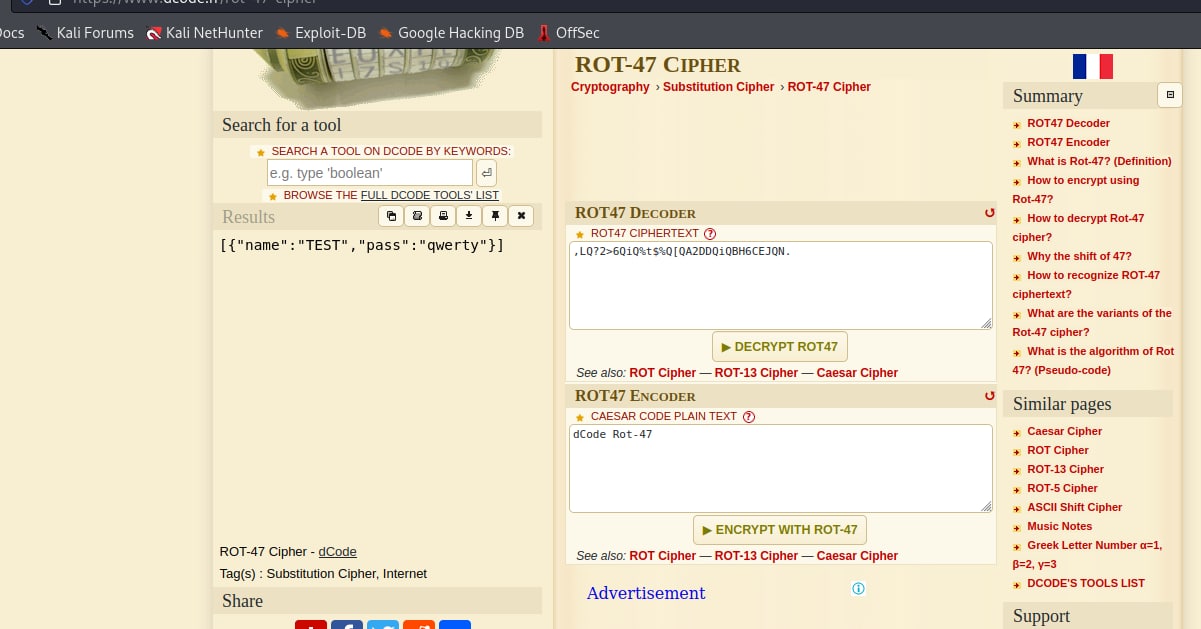 https://www.dcode.fr/rot-47-cipher
Docs Kali Forums Kali NetHunter Exploit-DB Google Hacking DB OffSec
Search for a tool
SEARCH A TOOL ON DCODE BY KEYWORDS:
e.g. type 'boolean'
BROWSE THE FULL DCODE TOOLS' LIST
Results
[{"name":"TEST","pass":"qwerty"}]
ROT-47 Cipher - dCode
Tag(s) : Substitution Cipher, Internet
Share
ROT-47 CIPHER
Cryptography › Substitution Cipher › ROT-47 Cipher
ROT47 DECODER
ROT47 CIPHERTEXT ?
,LQ?2>6QiQ%t$%Q[QA2DDQiQBH6CEJQN.
▶ DECRYPT ROT47
See also: ROT Cipher — ROT-13 Cipher — Caesar Cipher
ROT47 ENCODER
CAESAR CODE PLAIN TEXT ?
dCode Rot-47
▶ ENCRYPT WITH ROT-47
See also: ROT Cipher — ROT-13 Cipher — Caesar Cipher
Advertisement
Summary
ROT47 Decoder
ROT47 Encoder
What is Rot-47? (Definition)
How to encrypt using
Rot-47?
How to decrypt Rot-47
cipher?
Why the shift of 47?
How to recognize ROT-47
ciphertext?
What are the variants of the
Rot-47 cipher?
What is the algorithm of Rot
47? (Pseudo-code)
Similar pages
Caesar Cipher
ROT Cipher
ROT-13 Cipher
ROT-5 Cipher
ASCII Shift Cipher
Music Notes
Greek Letter Number α=1,
β=2, γ=3
DCODE'S TOOLS LIST
Support